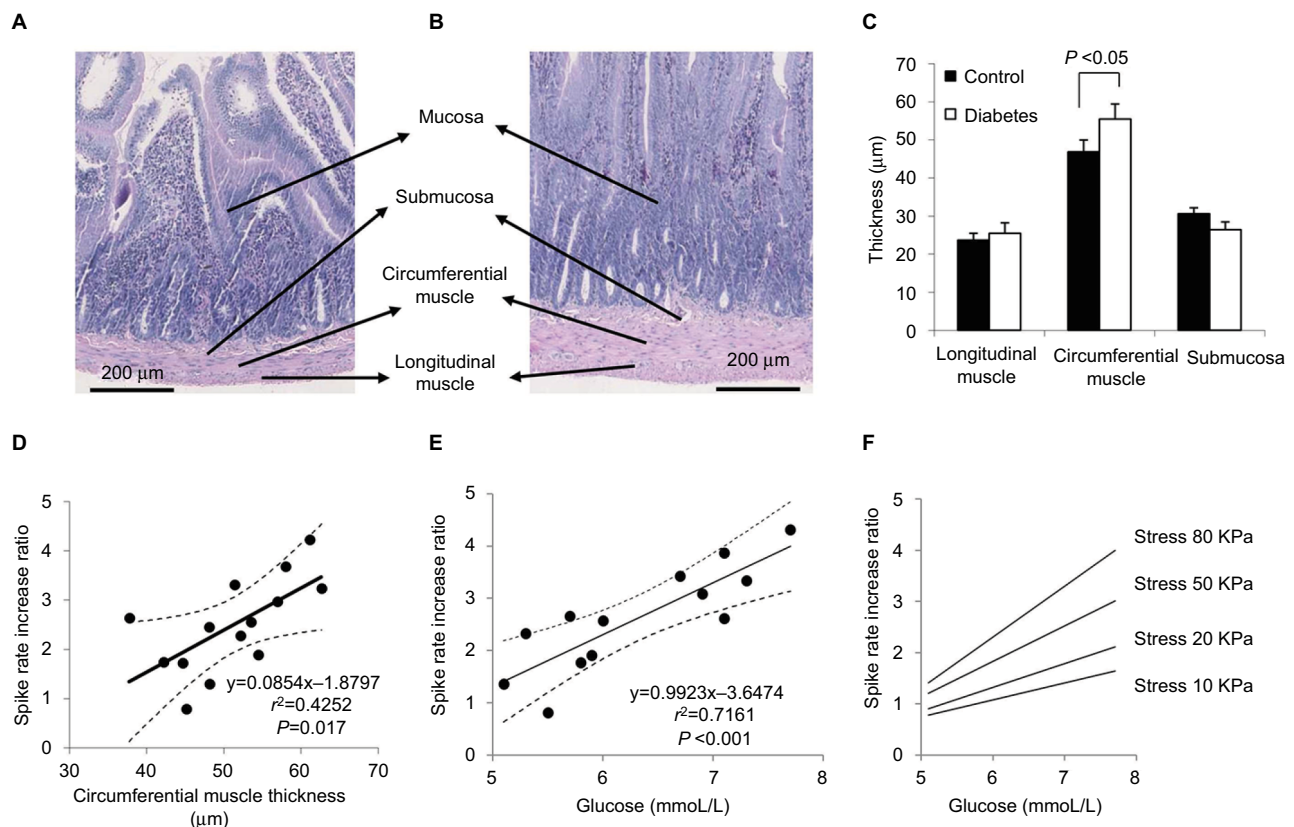 A
B
C
Mucosa
Submucosa
Circumferential
muscle
Longitudinal
muscle
200 μm
200 μm
P <0.05
Control
Diabetes
Thickness (μm)
70
60
50
40
30
20
10
0
Longitudinal
muscle
Circumferential
muscle
Submucosa
D
E
F
Spike rate increase ratio
5
4
3
2
1
0
30
40
50
60
70
y=0.0854x–1.8797
r²=0.4252
P=0.017
Circumferential muscle thickness
(μm)
Spike rate increase ratio
5
4
3
2
1
0
5
6
7
8
y=0.9923x–3.6474
r²=0.7161
P <0.001
Glucose (mmoL/L)
Spike rate increase ratio
5
4
3
2
1
0
5
6
7
8
Stress 80 KPa
Stress 50 KPa
Stress 20 KPa
Stress 10 KPa
Glucose (mmoL/L)